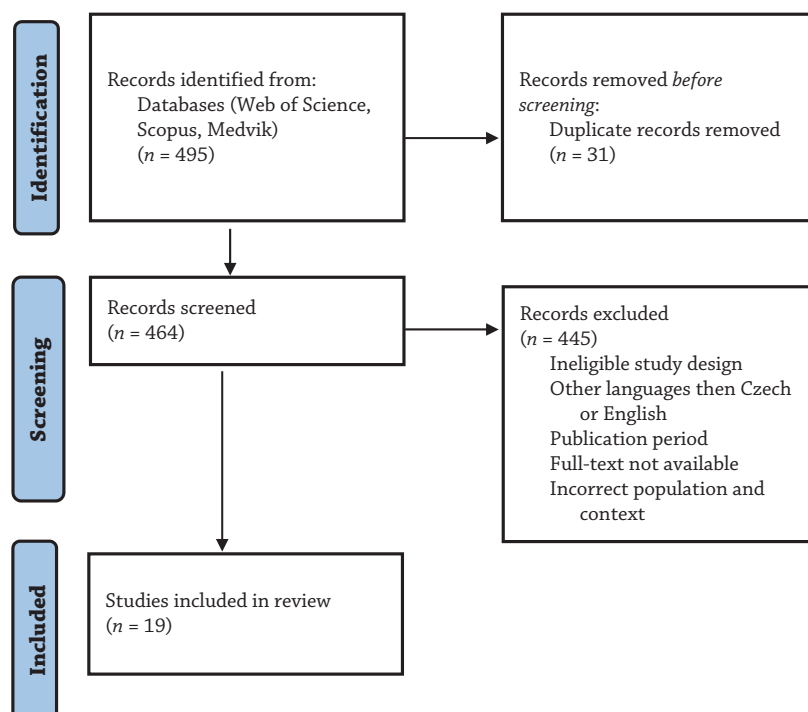 Identification
Records identified from:
Databases (Web of Science,
Scopus, Medvik)
(n = 495)
Records removed before
screening:
Duplicate records removed
(n = 31)
Screening
Records screened
(n = 464)
Records excluded
(n = 445)
Ineligible study design
Other languages then Czech
or English
Publication period
Full-text not available
Incorrect population and
context
Included
Studies included in review
(n = 19)